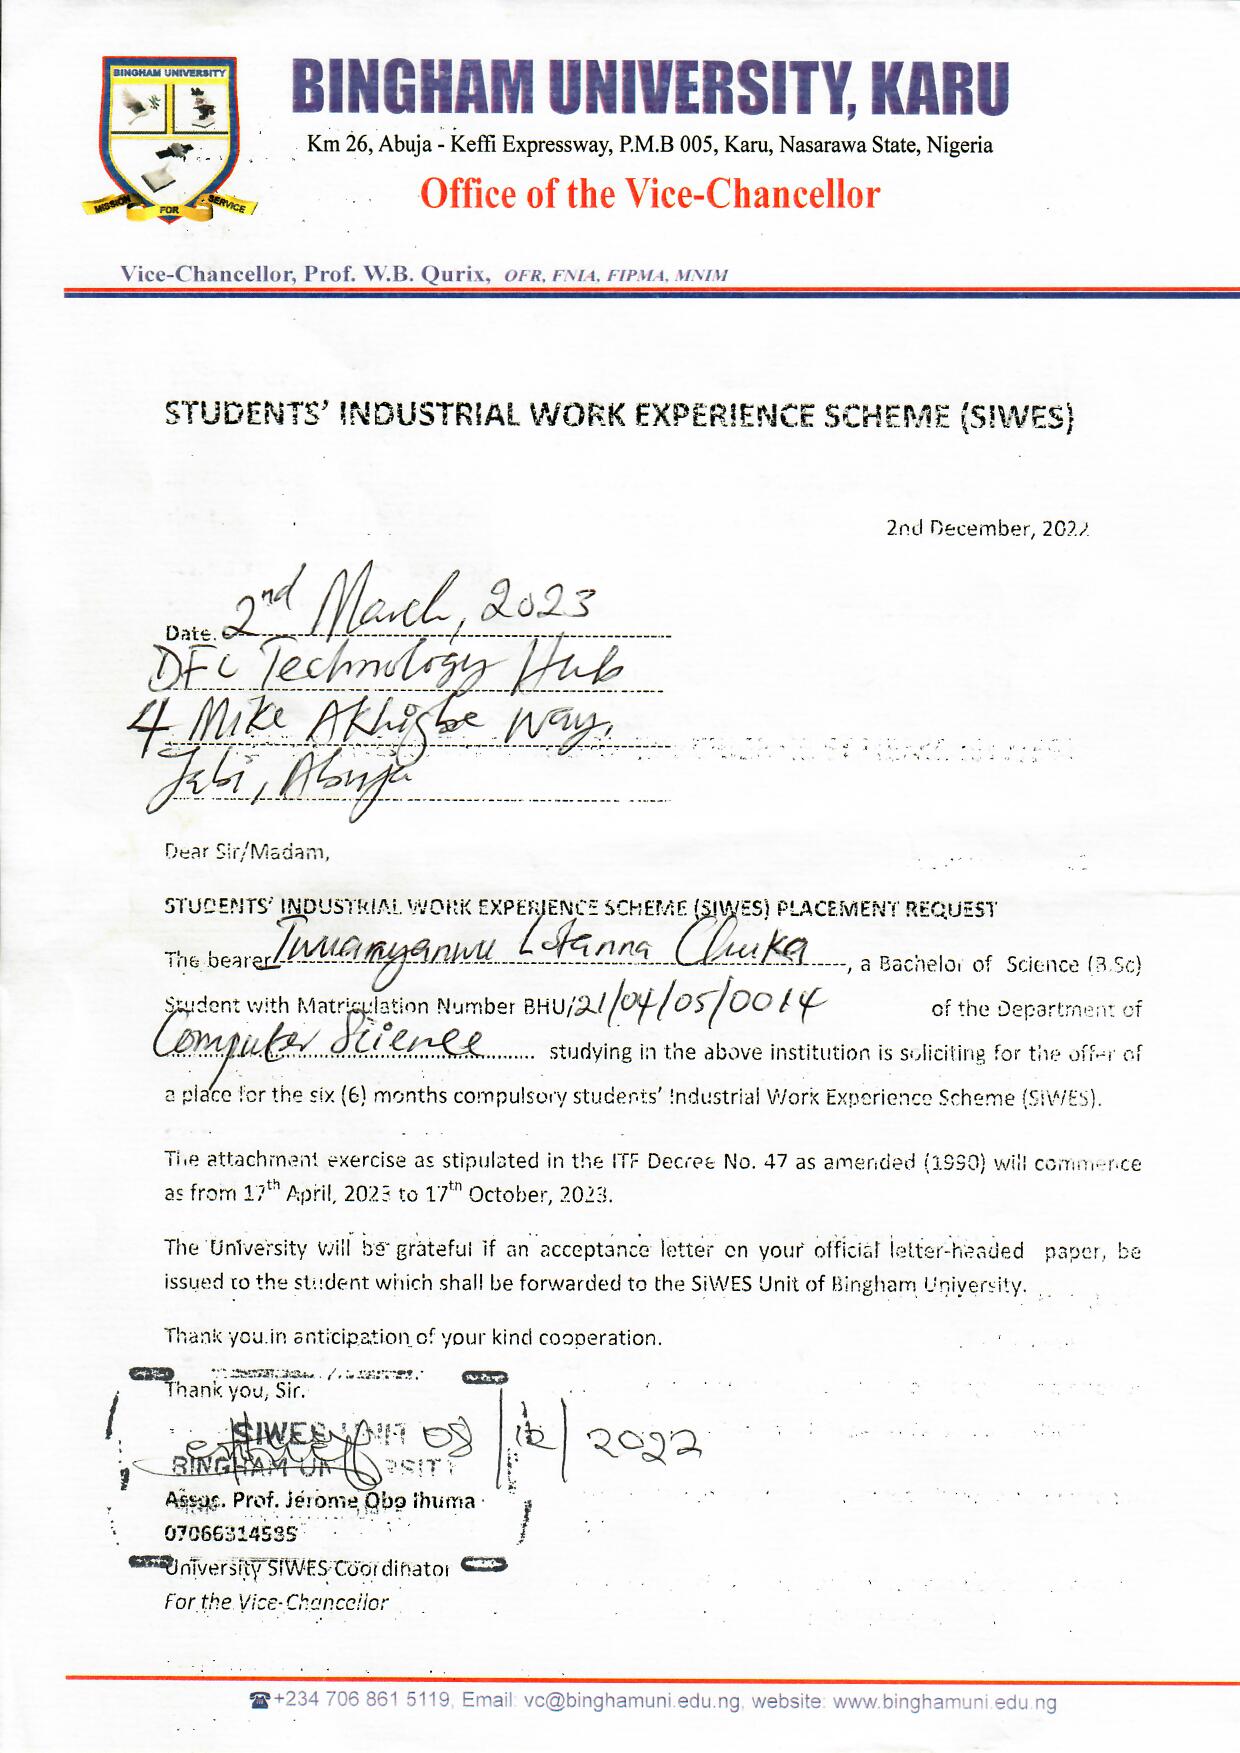 BINGHAM UNIVERSITY
MISSION FOR SERVICE
BINGHAM UNIVERSITY, KARU
Km 26, Abuja - Keffi Expressway, P.M.B 005, Karu, Nasarawa State, Nigeria
Office of the Vice-Chancellor
Vice-Chancellor, Prof. W.B. Qurix, OFR, FNIA, FIPMA, MNIM
STUDENTS' INDUSTRIAL WORK EXPERIENCE SCHEME (SIWES)
2nd December, 2022
Date. 2nd March, 2023
DFC Technology Hub
4 Mike Akhigbe Way,
Jabi, Abuja
Dear Sir/Madam,
STUDENTS' INDUSTRIAL WORK EXPERIENCE SCHEME (SIWES) PLACEMENT REQUEST
The bearer Iwuanyanwu Lotanna Chuka, a Bachelor of Science (B.Sc)
Student with Matriculation Number BHU/21/04/05/0014 of the Department of
Computer Science studying in the above institution is soliciting for the offer of
a place for the six (6) months compulsory students' Industrial Work Experience Scheme (SIWES).
The attachment exercise as stipulated in the ITF Decree No. 47 as amended (1990) will commence
as from 17th April, 2023 to 17th October, 2023.
The University will be grateful if an acceptance letter on your official letter-headed paper, be
issued to the student which shall be forwarded to the SIWES Unit of Bingham University.
Thank you in anticipation of your kind cooperation.
Thank you, Sir.
SIWES UNIT 08/12/2022
BINGHAM UNIVERSITY
Assoc. Prof. Jerome Obo Ihuma
07066314535
University SIWES Coordinator
For the Vice-Chancellor
☎+234 706 861 5119, Email: vc@binghamuni.edu.ng, website: www.binghamuni.edu.ng